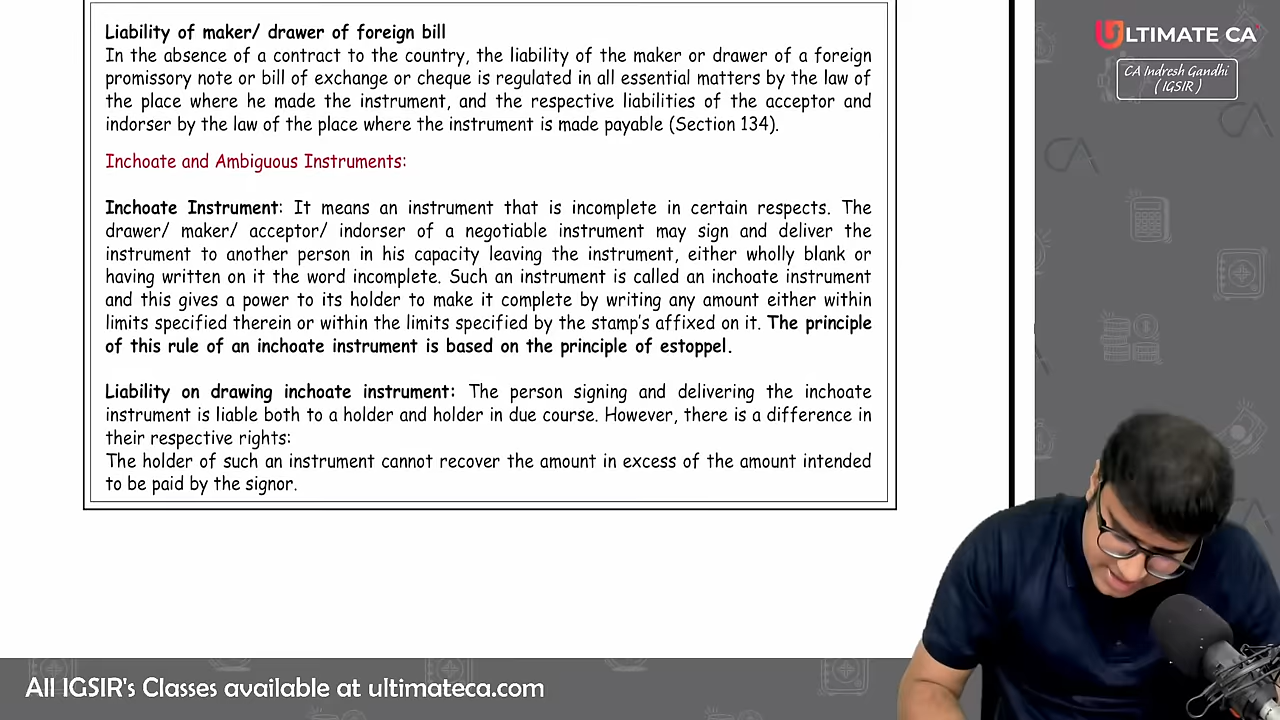 Liability of maker/ drawer of foreign bill
In the absence of a contract to the country, the liability of the maker or drawer of a foreign
promissory note or bill of exchange or cheque is regulated in all essential matters by the law of
the place where he made the instrument, and the respective liabilities of the acceptor and
indorser by the law of the place where the instrument is made payable (Section 134).
Inchoate and Ambiguous Instruments:
Inchoate Instrument: It means an instrument that is incomplete in certain respects. The
drawer/ maker/ acceptor/ indorser of a negotiable instrument may sign and deliver the
instrument to another person in his capacity leaving the instrument, either wholly blank or
having written on it the word incomplete. Such an instrument is called an inchoate instrument
and this gives a power to its holder to make it complete by writing any amount either within
limits specified therein or within the limits specified by the stamp's affixed on it. The principle
of this rule of an inchoate instrument is based on the principle of estoppel.
Liability on drawing inchoate instrument: The person signing and delivering the inchoate
instrument is liable both to a holder and holder in due course. However, there is a difference in
their respective rights:
The holder of such an instrument cannot recover the amount in excess of the amount intended
to be paid by the signor.
ULTIMATE CA
CA Indresh Gandhi
( IGSIR )
CA
CA
All IGSIR's Classes available at ultimateca.com